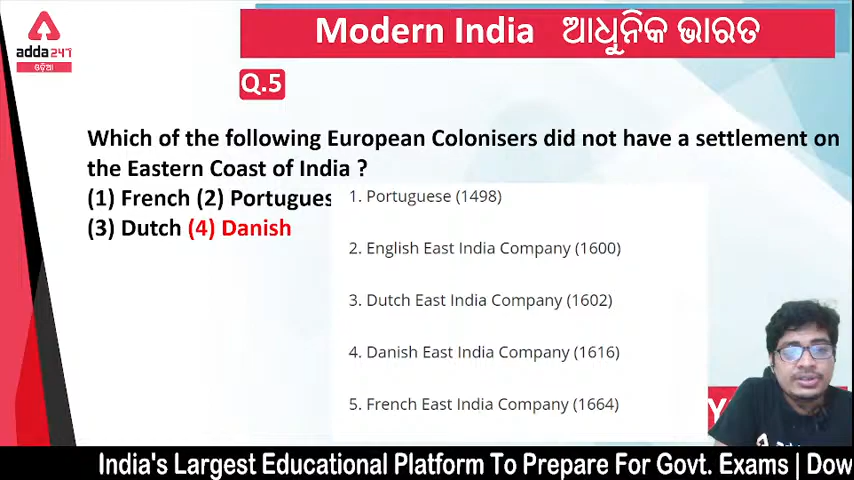 adda247
ଓଡ଼ିଆ
Modern India ଆଧୁନିକ ଭାରତ
Q.5
Which of the following European Colonisers did not have a settlement on
the Eastern Coast of India ?
(1) French (2) Portugues
(3) Dutch (4) Danish
1. Portuguese (1498)
2. English East India Company (1600)
3. Dutch East India Company (1602)
4. Danish East India Company (1616)
5. French East India Company (1664)
India's Largest Educational Platform To Prepare For Govt. Exams | Dow